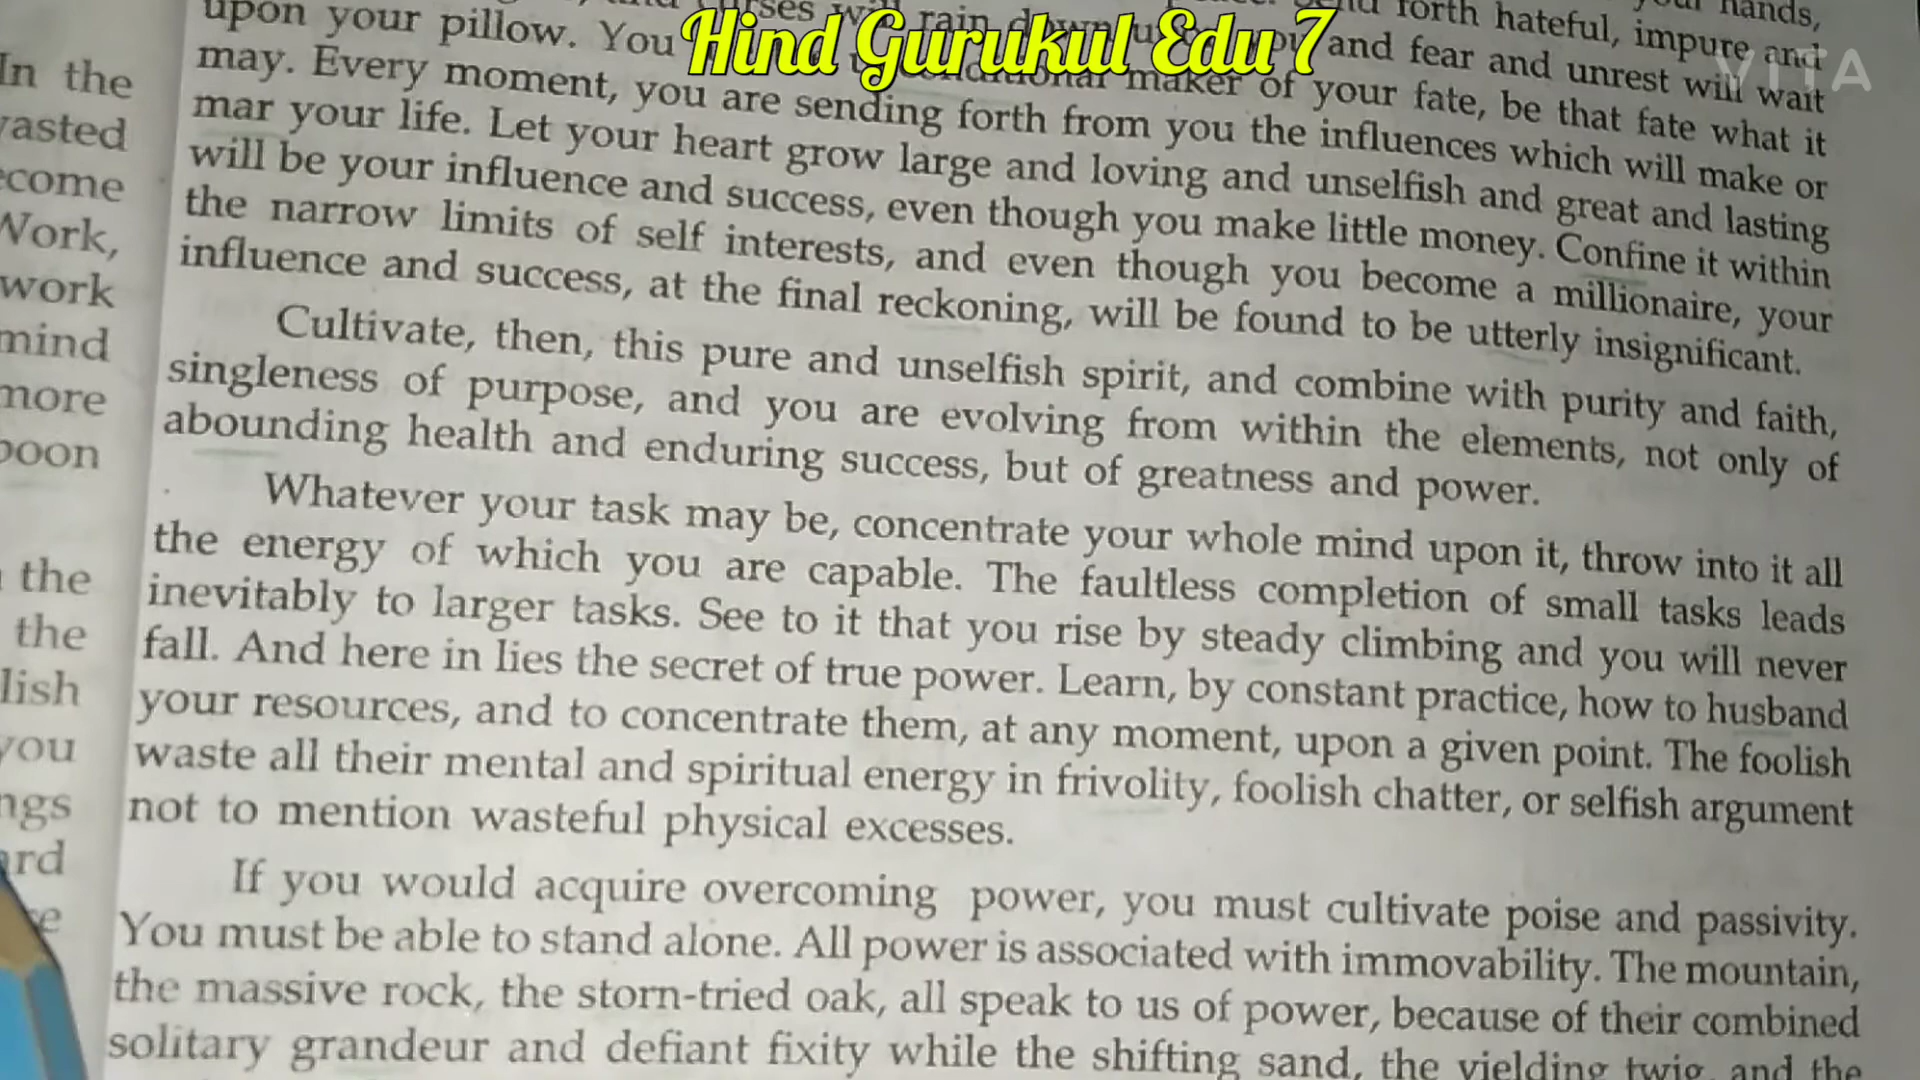 Hind Gurukul Edu 7
VITA
hands,
forth hateful, impure and
upon your pillow. You and fear and unrest will wait
maker of your fate, be that fate what it
may. Every moment, you are sending forth from you the influences which will make or
mar your life. Let your heart grow large and loving and unselfish and great and lasting
will be your influence and success, even though you make little money. Confine it within
the narrow limits of self interests, and even though you become a millionaire, your
influence and success, at the final reckoning, will be found to be utterly insignificant.
Cultivate, then, this pure and unselfish spirit, and combine with purity and faith,
singleness of purpose, and you are evolving from within the elements, not only of
abounding health and enduring success, but of greatness and power.
Whatever your task may be, concentrate your whole mind upon it, throw into it all
the energy of which you are capable. The faultless completion of small tasks leads
inevitably to larger tasks. See to it that you rise by steady climbing and you will never
fall. And here in lies the secret of true power. Learn, by constant practice, how to husband
your resources, and to concentrate them, at any moment, upon a given point. The foolish
waste all their mental and spiritual energy in frivolity, foolish chatter, or selfish argument
not to mention wasteful physical excesses.
If you would acquire overcoming power, you must cultivate poise and passivity.
You must be able to stand alone. All power is associated with immovability. The mountain,
the massive rock, the storn-tried oak, all speak to us of power, because of their combined
solitary grandeur and defiant fixity while the shifting sand, the yielding twig, and the
In the
work
mind
more
the
the